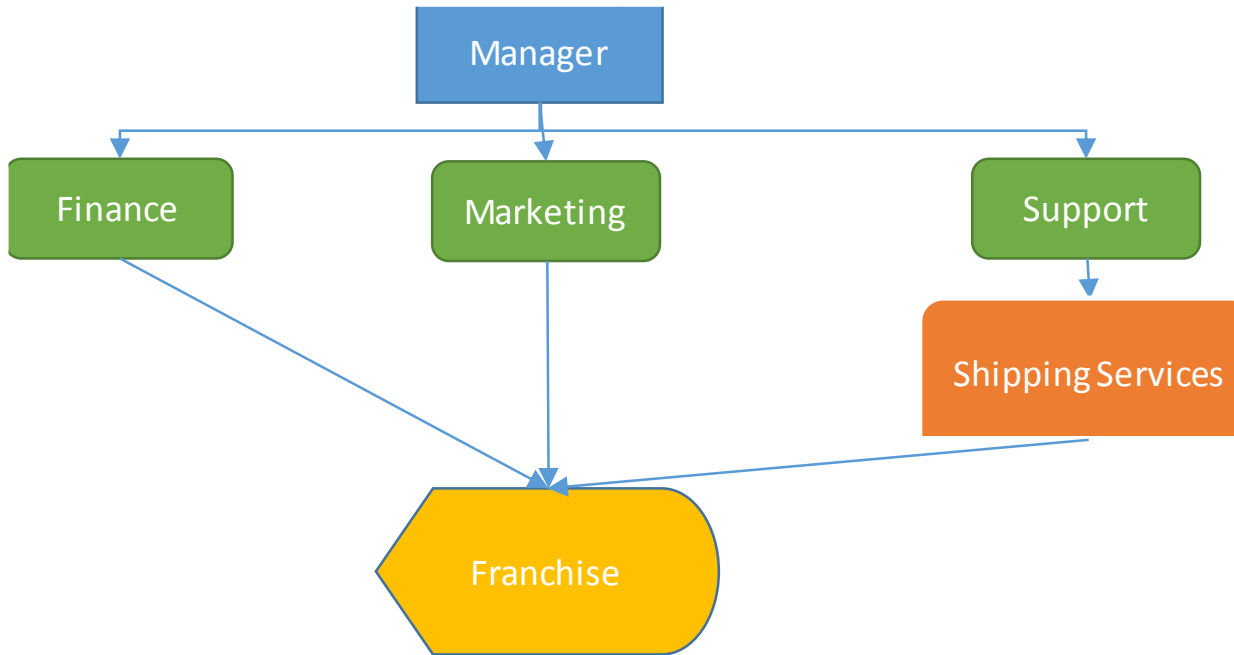 Manager
Finance
Marketing
Support
Shipping Services
Franchise